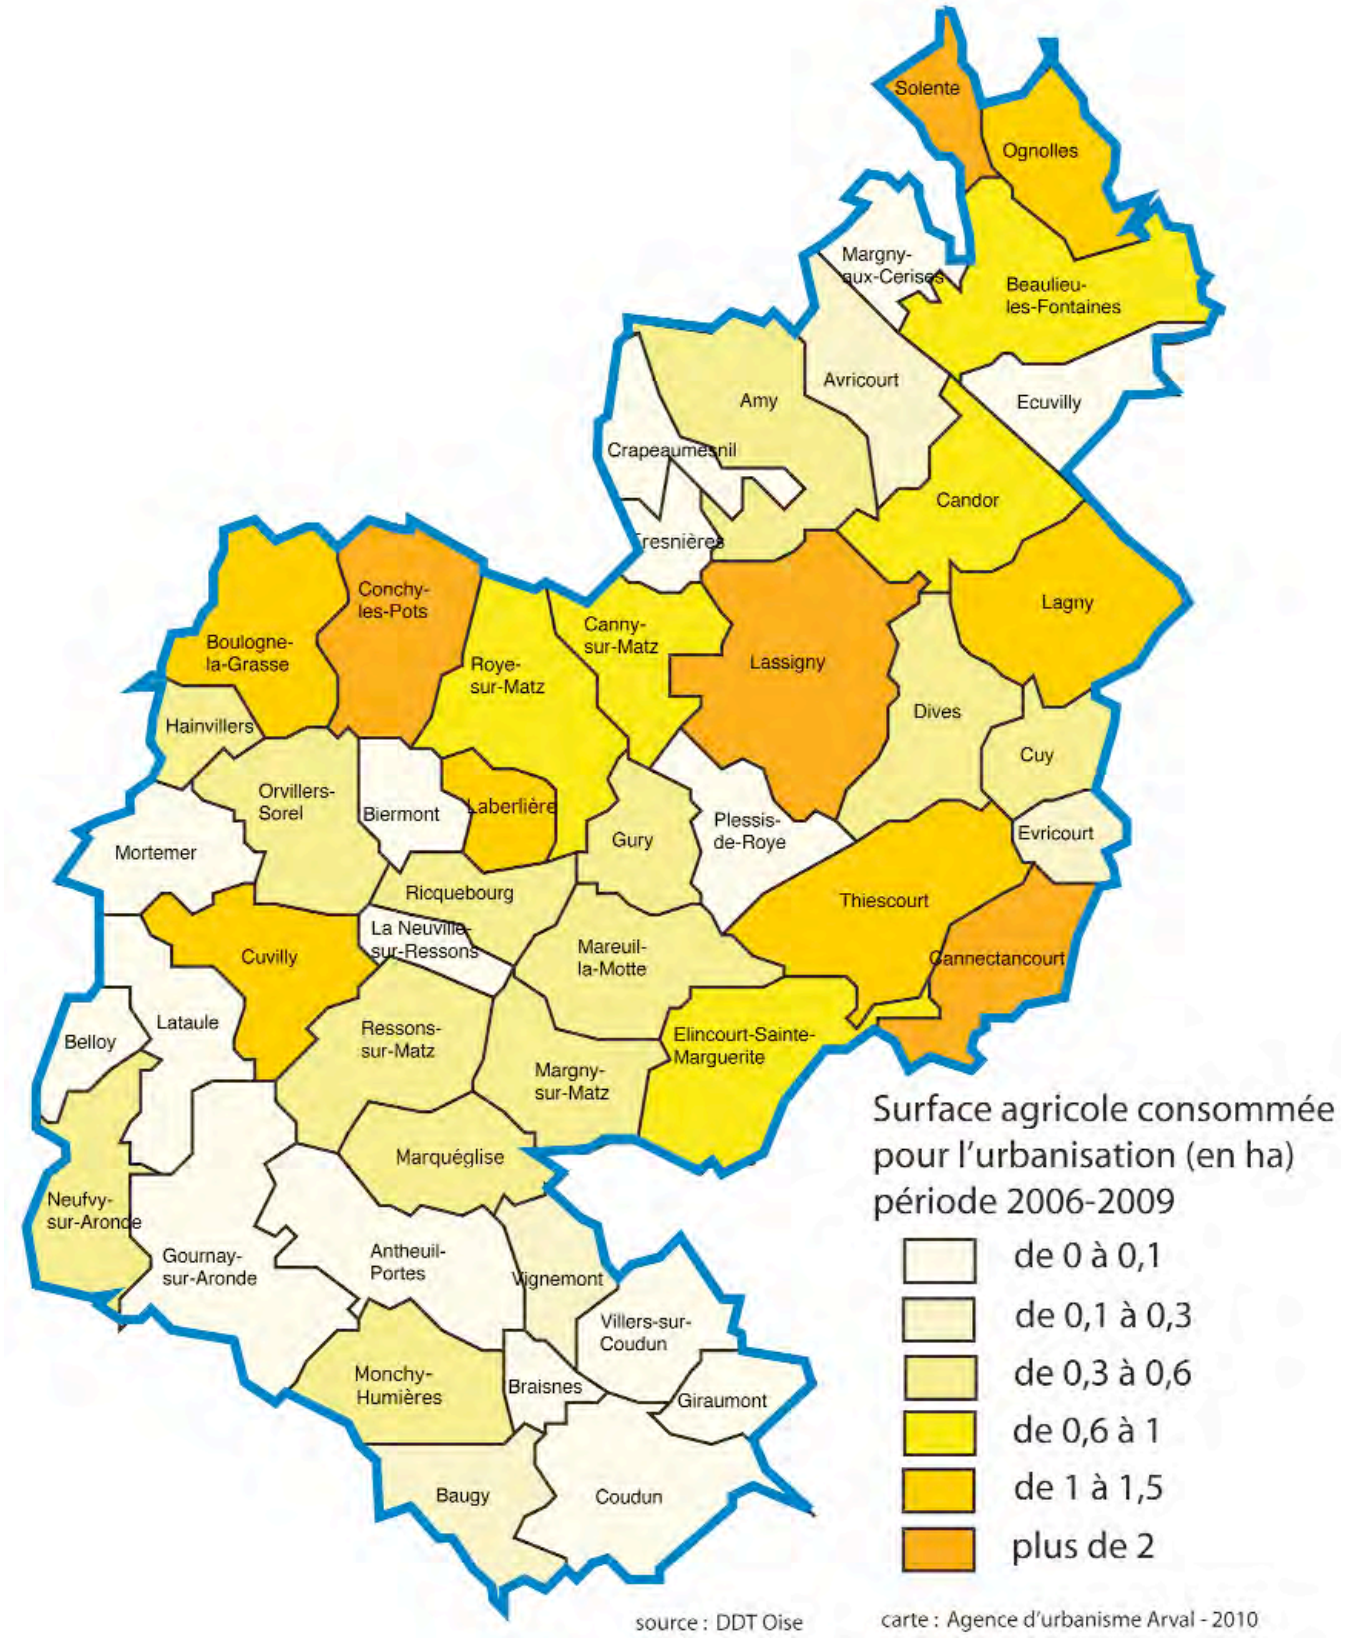 Solente
Ognolles
Margny-
aux-Cerises
Beaulieu-
les-Fontaines
Avricourt
Amy
Ecuvilly
Crapeaumesnil
Candor
Fresnières
Conchy-
les-Pots
Lagny
Canny-
sur-Matz
Boulogne-
la-Grasse
Roye-
sur-Matz
Lassigny
Dives
Hainvillers
Cuy
Orvillers-
Sorel
Biermont
Laberlière
Plessis-
de-Roye
Gury
Evricourt
Mortemer
Ricquebourg
Thiescourt
La Neuville-
sur-Ressons
Mareuil-
la-Motte
Cuvilly
Cannectancourt
Lataule
Belloy
Ressons-
sur-Matz
Elincourt-Sainte-
Marguerite
Margny-
sur-Matz
Marquéglise
Neufvy-
sur-Aronde
Gournay-
sur-Aronde
Antheuil-
Portes
Vignemont
Villers-sur-
Coudun
Monchy-
Humières
Braisnes
Giraumont
Baugy
Coudun
Surface agricole consommée
pour l'urbanisation (en ha)
période 2006-2009
de 0 à 0,1
de 0,1 à 0,3
de 0,3 à 0,6
de 0,6 à 1
de 1 à 1,5
plus de 2
source : DDT Oise
carte : Agence d'urbanisme Arval - 2010